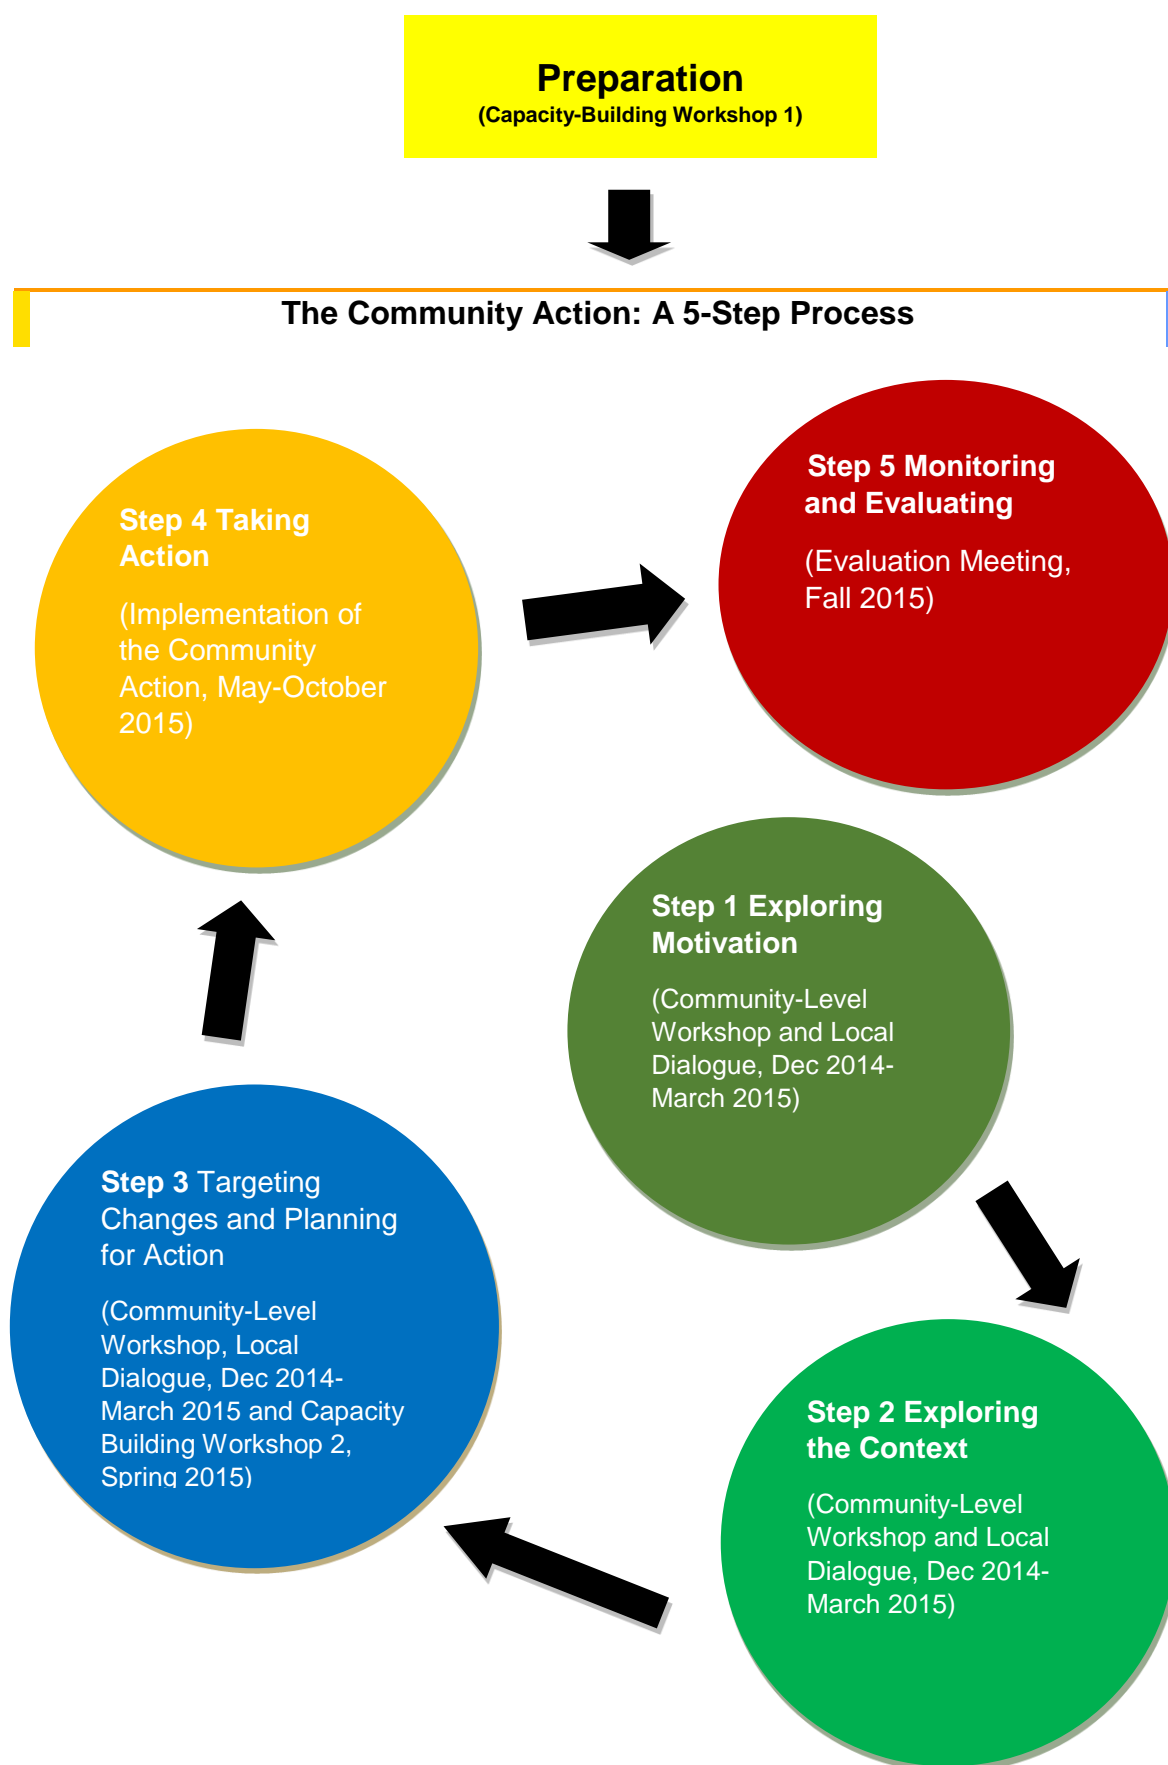 Preparation
(Capacity-Building Workshop 1)
The Community Action: A 5-Step Process
Step 4 Taking
Action
(Implementation of
the Community
Action, May-October
2015)
Step 5 Monitoring
and Evaluating
(Evaluation Meeting,
Fall 2015)
Step 1 Exploring
Motivation
(Community-Level
Workshop and Local
Dialogue, Dec 2014-
March 2015)
Step 3 Targeting
Changes and Planning
for Action
(Community-Level
Workshop, Local
Dialogue, Dec 2014-
March 2015 and Capacity
Building Workshop 2,
Spring 2015)
Step 2 Exploring
the Context
(Community-Level
Workshop and Local
Dialogue, Dec 2014-
March 2015)